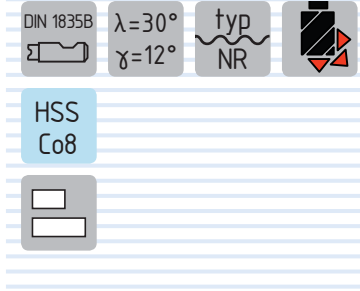 DIN 1835B
λ=30°
γ=12°
typ
NR
HSS
Co8